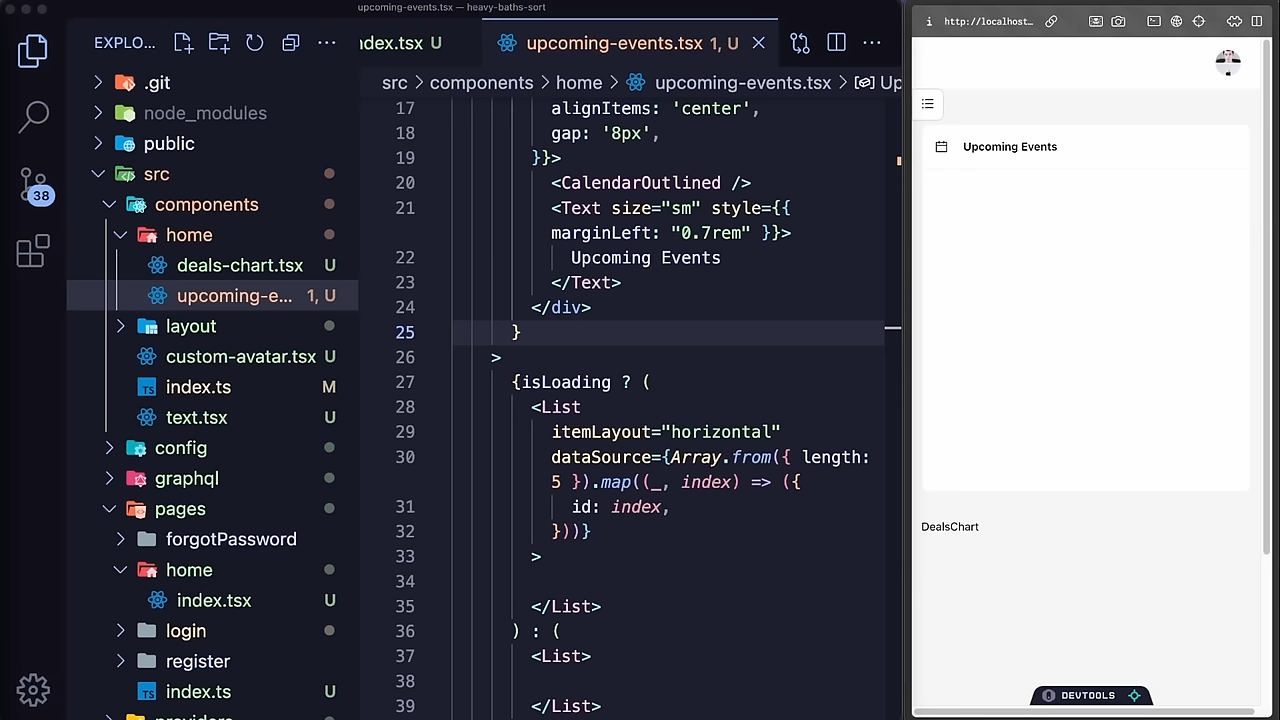 upcoming-events.tsx — heavy-baths-sort
EXPLO...
ndex.tsx U
upcoming-events.tsx 1, U
src > components > home > upcoming-events.tsx > Up
.git
node_modules
public
src
38
components
home
deals-chart.tsx U
upcoming-e... 1, U
layout
custom-avatar.tsx U
index.ts M
text.tsx U
config
graphql
pages
forgotPassword
home
index.tsx U
login
register
index.ts U
17 alignItems: 'center',
18 gap: '8px',
19 }}>
20 <CalendarOutlined />
21 <Text size="sm" style={{
marginLeft: "0.7rem" }}>
22 Upcoming Events
23 </Text>
24 </div>
25 }
26 >
27 {isLoading ? (
28 <List
29 itemLayout="horizontal"
30 dataSource={Array.from({ length:
5 }).map((_, index) => ({
31 id: index,
32 }))}
33 >
34
35 </List>
36 ) : (
37 <List>
38
39 </List>
http://localhost...
Upcoming Events
DealsChart
DEVTOOLS